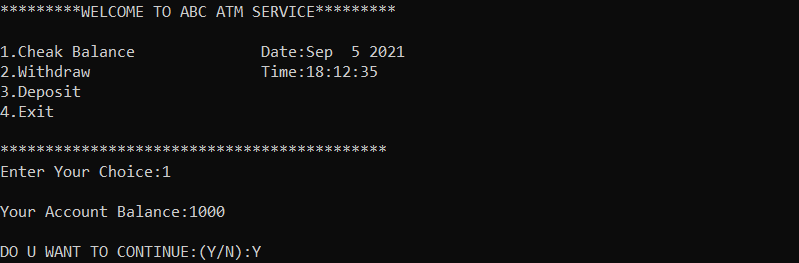 *********WELCOME TO ABC ATM SERVICE*********
1.Cheak Balance              Date:Sep  5 2021
2.Withdraw                   Time:18:12:35
3.Deposit
4.Exit
*******************************************
Enter Your Choice:1
Your Account Balance:1000
DO U WANT TO CONTINUE:(Y/N):Y